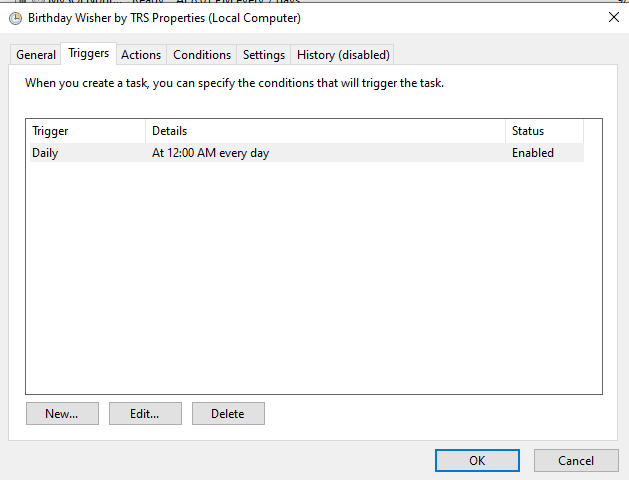 Birthday Wisher by TRS Properties (Local Computer)
General Triggers Actions Conditions Settings History (disabled)
When you create a task, you can specify the conditions that will trigger the task.
Trigger Details Status
Daily At 12:00 AM every day Enabled
New... Edit... Delete
OK Cancel